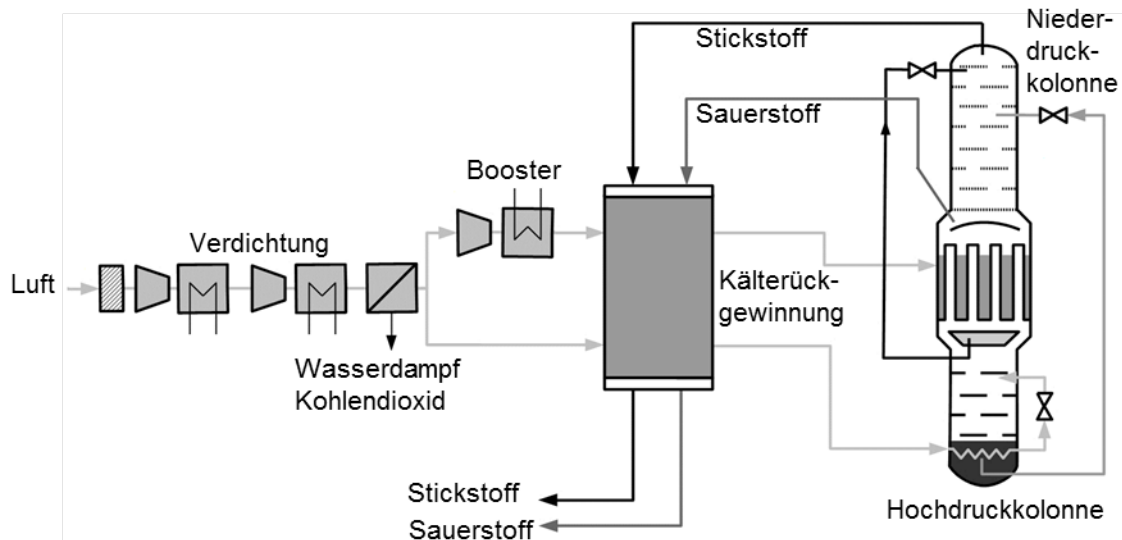 Stickstoff
Nieder-
druck-
kolonne
Sauerstoff
Booster
Verdichtung
Luft
Kälterück-
gewinnung
Wasserdampf
Kohlendioxid
Stickstoff
Sauerstoff
Hochdruckkolonne